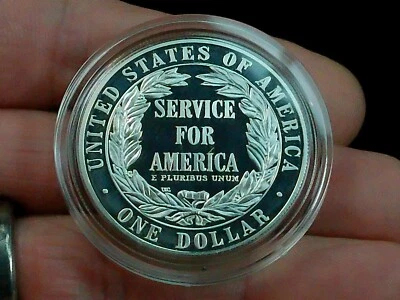 UNITED STATES OF AMERICA
SERVICE
FOR
AMERICA
E PLURIBUS UNUM
· ONE DOLLAR ·